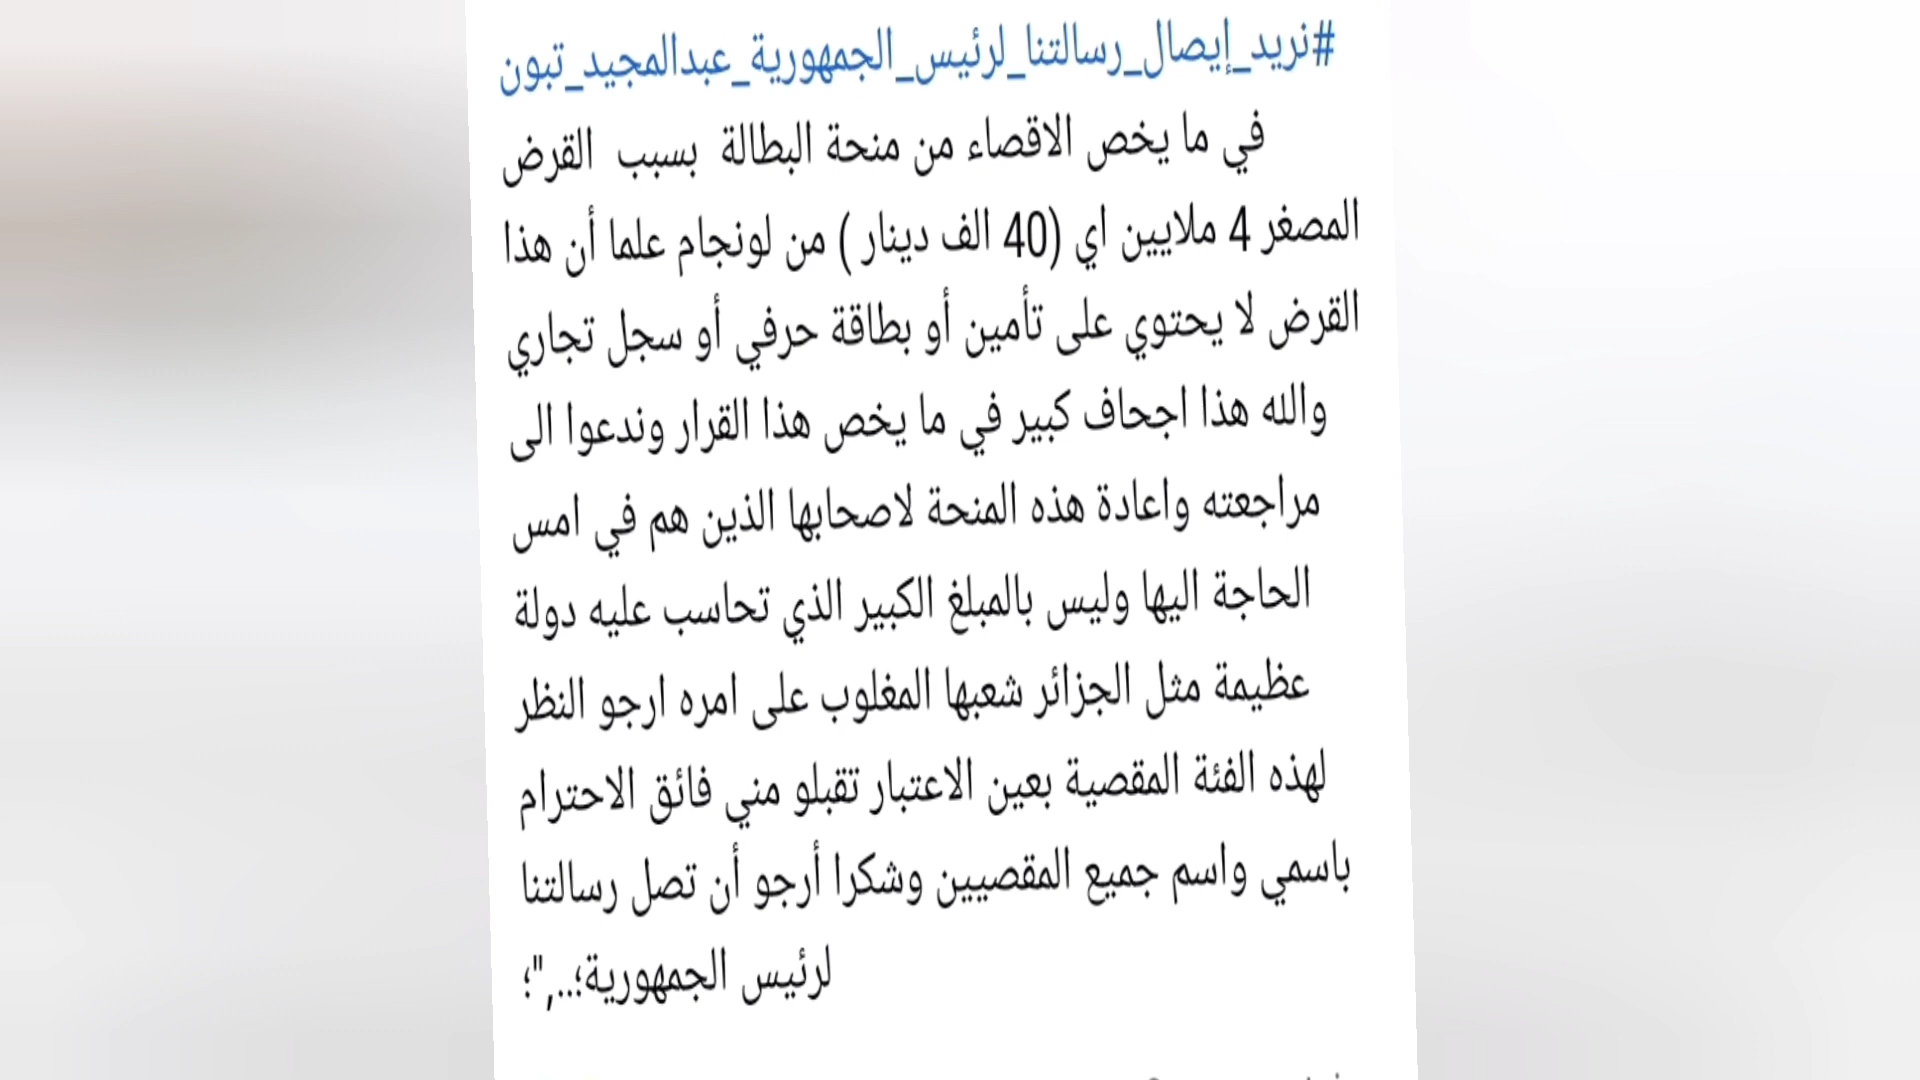 #نريد_إيصال_رسالتنا_لرئيس_الجمهورية_عبدالمجيد_تبون
في ما يخص الاقصاء من منحة البطالة بسبب القرض
المصغر 4 ملايين اي (40 الف دينار ) من لونجام علما أن هذا
القرض لا يحتوي على تأمين أو بطاقة حرفي أو سجل تجاري
والله هذا اجحاف كبير في ما يخص هذا القرار وندعوا الى
مراجعته واعادة هذه المنحة لاصحابها الذين هم في امس
الحاجة اليها وليس بالمبلغ الكبير الذي تحاسب عليه دولة
عظيمة مثل الجزائر شعبها المغلوب على امره ارجو النظر
لهذه الفئة المقصية بعين الاعتبار تقبلو مني فائق الاحترام
باسمي واسم جميع المقصيين وشكرا أرجو أن تصل رسالتنا
لرئيس الجمهورية؛..,"؛